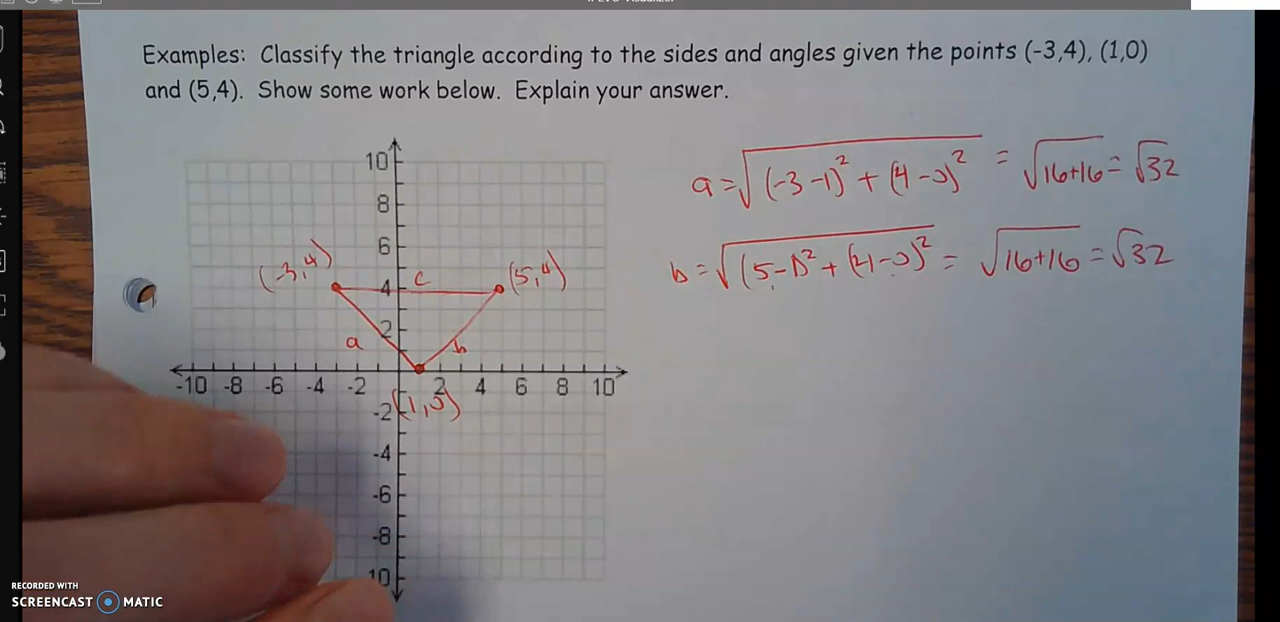 Examples: Classify the triangle according to the sides and angles given the points (-3,4), (1,0)
and (5,4). Show some work below. Explain your answer.
a = √(-3-1)² + (4-0)² = √16+16 = √32
b = √(5-1)² + (4-0)² = √16+16 = √32
10
8
6
(-3,4)
c
(5,4)
4
2
a
b
-10 -8 -6 -4 -2 2 4 6 8 10
(1,0)
-2
-4
-6
-8
10
RECORDED WITH
SCREENCAST MATIC